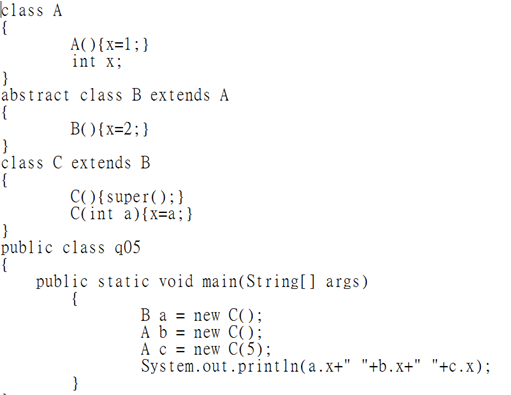 class A
{
A(){x=1;}
int x;
}
abstract class B extends A
{
B(){x=2;}
}
class C extends B
{
C(){super();}
C(int a){x=a;}
}
public class q05
{
public static void main(String[] args)
{
B a = new C();
A b = new C();
A c = new C(5);
System.out.println(a.x+" "+b.x+" "+c.x);
}